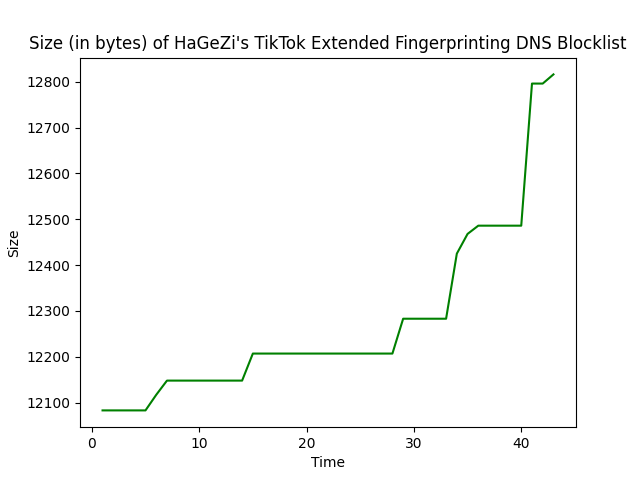 Size (in bytes) of HaGeZi's TikTok Extended Fingerprinting DNS Blocklist
12800
12700
12600
12500
12400
12300
12200
12100
Size
0 10 20 30 40
Time